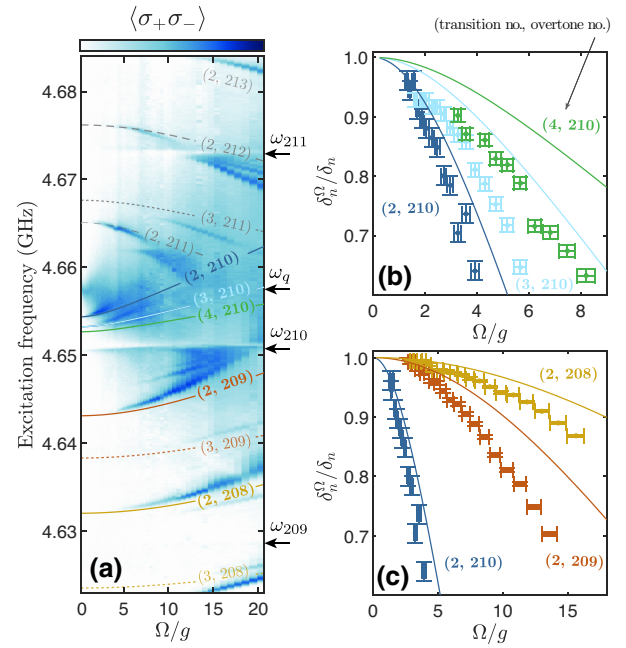 ⟨σ₊σ₋⟩
Excitation frequency (GHz)
4.68
4.67
4.66
4.65
4.64
4.63
(2, 213)
(2, 212)
(3, 211)
(2, 211)
(2, 210)
(3, 210)
(4, 210)
(2, 209)
(3, 209)
(2, 208)
(3, 208)
ω₂₁₁
ω_q
ω₂₁₀
ω₂₀₉
(a)
0 5 10 15 20
Ω/g
(transition no., overtone no.)
δₙ^Ω/δₙ
1.0
0.9
0.8
0.7
(4, 210)
(2, 210)
(3, 210)
(b)
0 2 4 6 8
Ω/g
δₙ^Ω/δₙ
1.0
0.9
0.8
0.7
(2, 208)
(2, 209)
(2, 210)
(c)
0 5 10 15
Ω/g